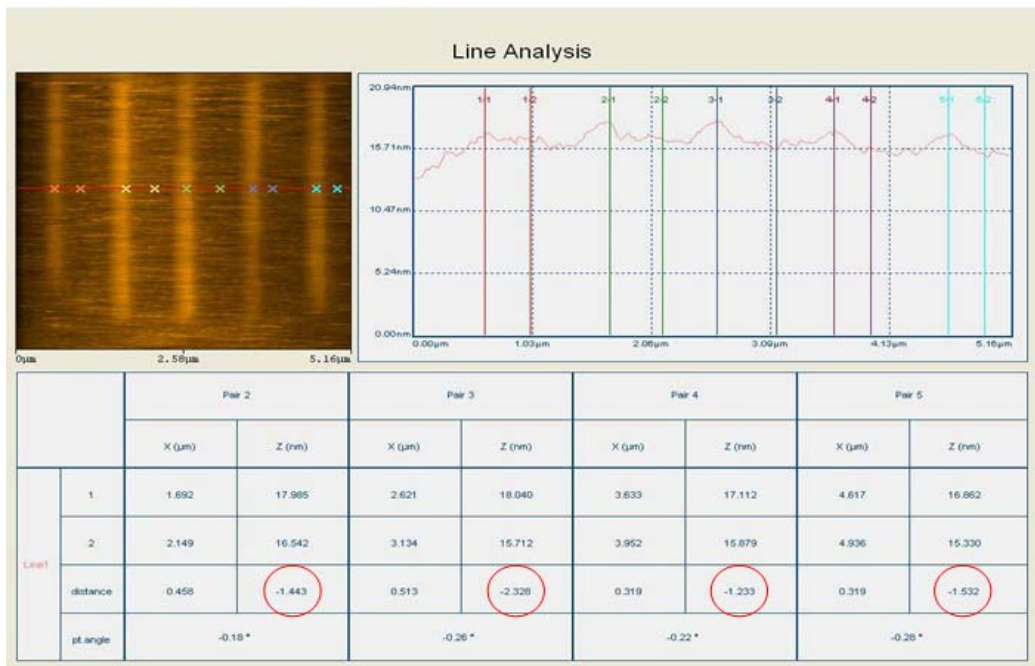 Line Analysis
20.94nm
15.71nm
10.47nm
5.24nm
0.00nm
1-1 1-2 2-1 2-2 3-1 3-2 4-1 4-2 5-1 5-2
0.00µm 1.03µm 2.06µm 3.09µm 4.13µm 5.16µm
0µm 2.58µm 5.16µm
Pair 2 Pair 3 Pair 4 Pair 5
X (µm) Z (nm) X (µm) Z (nm) X (µm) Z (nm) X (µm) Z (nm)
Line1
1 1.692 17.985 2.621 18.040 3.633 17.112 4.617 16.862
2 2.149 16.542 3.134 15.712 3.952 15.879 4.936 15.330
distance 0.458 -1.443 0.513 -2.328 0.319 -1.233 0.319 -1.532
pt.angle -0.18 ° -0.26 ° -0.22 ° -0.28 °